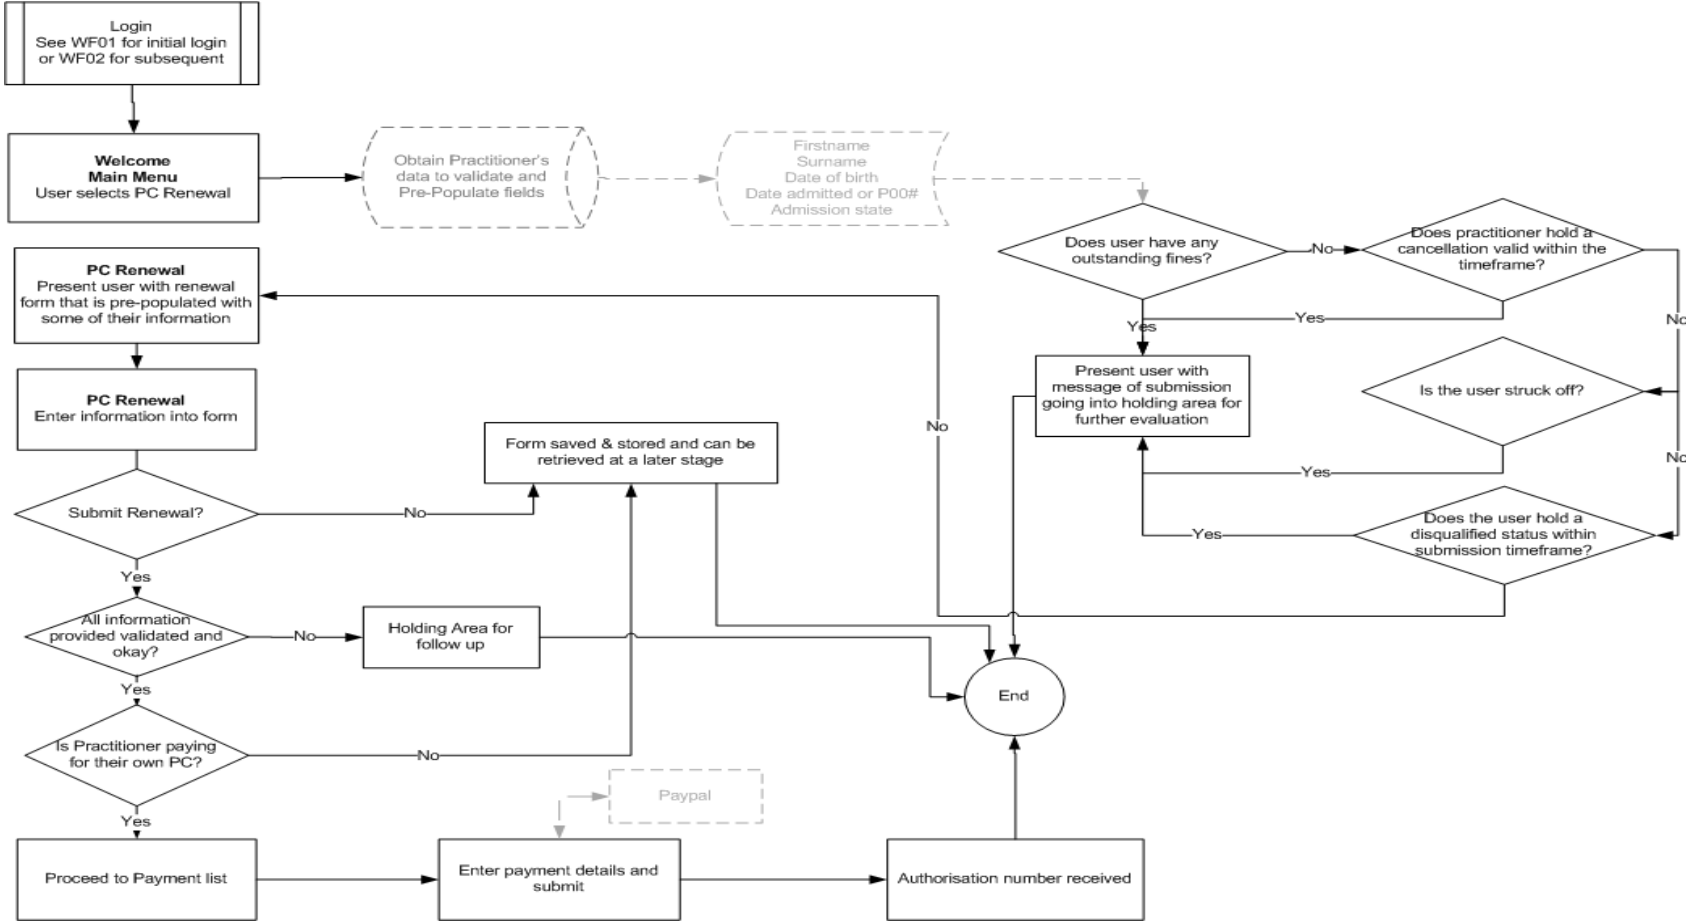 Login
See WF01 for initial login
or WF02 for subsequent
Welcome
Main Menu
User selects PC Renewal
Obtain Practitioner's
data to validate and
Pre-Populate fields
Firstname
Surname
Date of birth
Date admitted or P00#
Admission state
Does user have any
outstanding fines?
No
Does practitioner hold a
cancellation valid within the
timeframe?
Yes
Yes
No
Present user with
message of submission
going into holding area for
further evaluation
Is the user struck off?
Yes
No
Does the user hold a
disqualified status within
submission timeframe?
Yes
No
PC Renewal
Present user with renewal
form that is pre-populated with
some of their information
PC Renewal
Enter information into form
Submit Renewal?
No
Form saved & stored and can be
retrieved at a later stage
Yes
All information
provided validated and
okay?
No
Holding Area for
follow up
End
Yes
Is Practitioner paying
for their own PC?
No
Yes
Paypal
Proceed to Payment list
Enter payment details and
submit
Authorisation number received